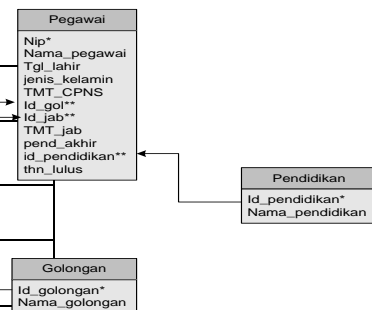 Pegawai
Nip*
Nama_pegawai
Tgl_lahir
jenis_kelamin
TMT_CPNS
Id_gol**
Id_jab**
TMT_jab
pend_akhir
id_pendidikan**
thn_lulus
Pendidikan
Id_pendidikan*
Nama_pendidikan
Golongan
Id_golongan*
Nama_golongan